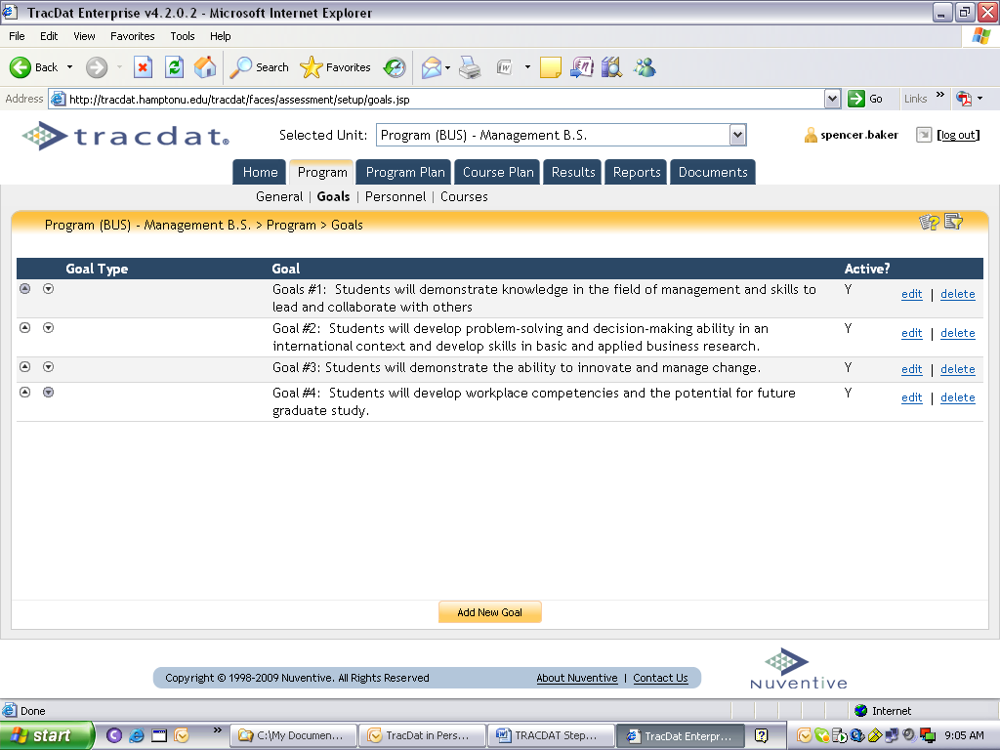 TracDat Enterprise v4.2.0.2 - Microsoft Internet Explorer
File Edit View Favorites Tools Help
Back Search Favorites
Address http://tracdat.hamptonu.edu/tracdat/faces/assessment/setup/goals.jsp Go Links »
tracdat® Selected Unit: Program (BUS) - Management B.S. spencer.baker [log out]
Home Program Program Plan Course Plan Results Reports Documents
General | Goals | Personnel | Courses
Program (BUS) - Management B.S. > Program > Goals
Goal Type Goal Active?
Goals #1: Students will demonstrate knowledge in the field of management and skills to Y edit | delete
lead and collaborate with others
Goal #2: Students will develop problem-solving and decision-making ability in an Y edit | delete
international context and develop skills in basic and applied business research.
Goal #3: Students will demonstrate the ability to innovate and manage change. Y edit | delete
Goal #4: Students will develop workplace competencies and the potential for future Y edit | delete
graduate study.
Add New Goal
Copyright © 1998-2009 Nuventive. All Rights Reserved About Nuventive | Contact Us
NUVENTIVE
Done Internet
start » C:\My Documen... TracDat in Pers... TRACDAT Step... TracDat Enterpr... 9:05 AM